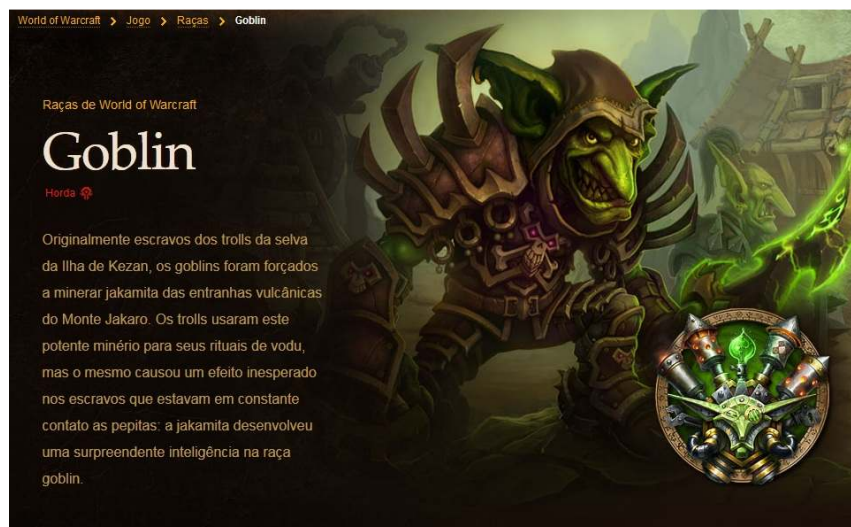 World of Warcraft > Jogo > Raças > Goblin
Raças de World of Warcraft
Goblin
Horda
Originalmente escravos dos trolls da selva
da Ilha de Kezan, os goblins foram forçados
a minerar jakamita das entranhas vulcânicas
do Monte Jakaro. Os trolls usaram este
potente minério para seus rituais de vodu,
mas o mesmo causou um efeito inesperado
nos escravos que estavam em constante
contato as pepitas: a jakamita desenvolveu
uma surpreendente inteligência na raça
goblin.